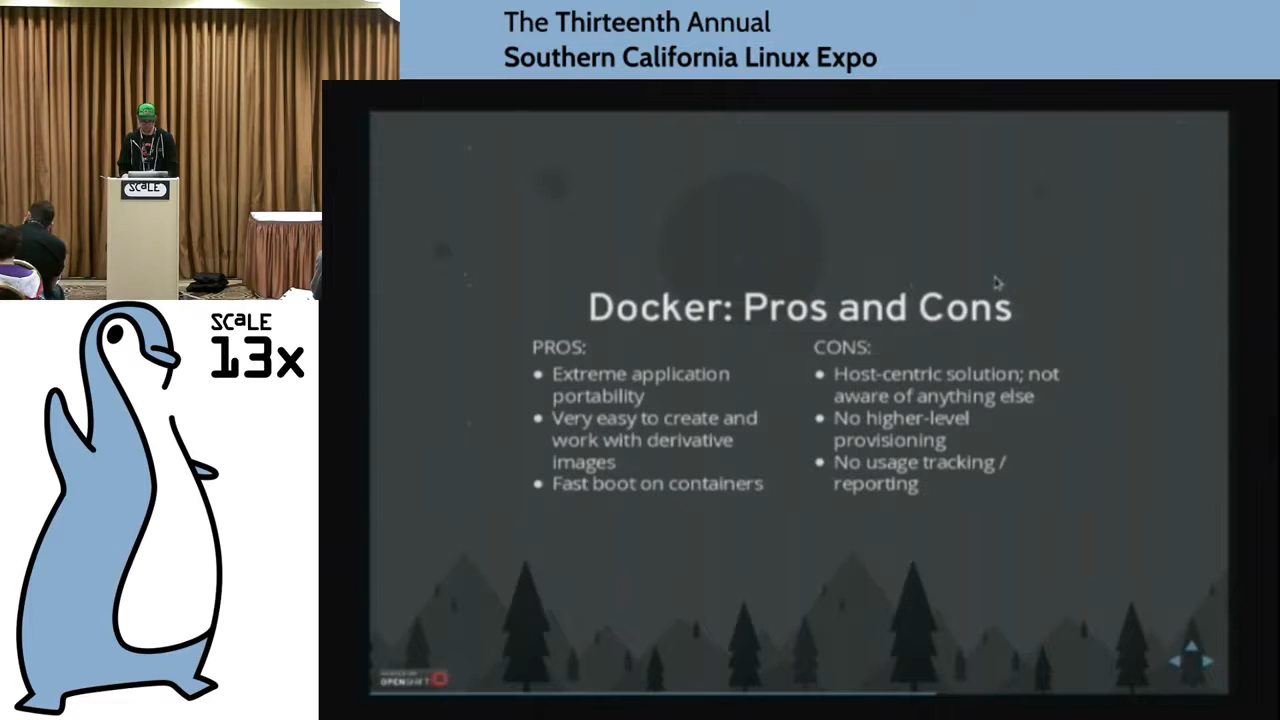 The Thirteenth Annual
Southern California Linux Expo
SCaLE
SCaLE
13x
Docker: Pros and Cons
PROS:
● Extreme application
portability
● Very easy to create and
work with derivative
images
● Fast boot on containers
CONS:
● Host-centric solution; not
aware of anything else
● No higher-level
provisioning
● No usage tracking /
reporting
OPENSHIFT